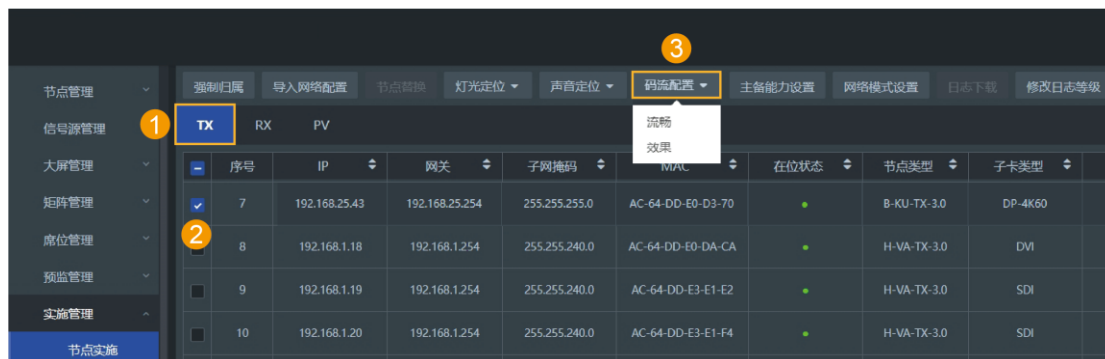 3
强制归属 导入网络配置 节点替换 灯光定位 声音定位 码流配置 主备能力设置 网络模式设置 日志下载 修改日志等级
流畅
效果
节点管理
信号源管理
大屏管理
矩阵管理
席位管理
预监管理
实施管理
节点实施
1
TX RX PV
序号 IP 网关 子网掩码 MAC 在位状态 节点类型 子卡类型
7 192.168.25.43 192.168.25.254 255.255.255.0 AC-64-DD-E0-D3-70 B-KU-TX-3.0 DP-4K60
2
8 192.168.1.18 192.168.1.254 255.255.240.0 AC-64-DD-E0-DA-CA H-VA-TX-3.0 DVI
9 192.168.1.19 192.168.1.254 255.255.240.0 AC-64-DD-E3-E1-E2 H-VA-TX-3.0 SDI
10 192.168.1.20 192.168.1.254 255.255.240.0 AC-64-DD-E3-E1-F4 H-VA-TX-3.0 SDI